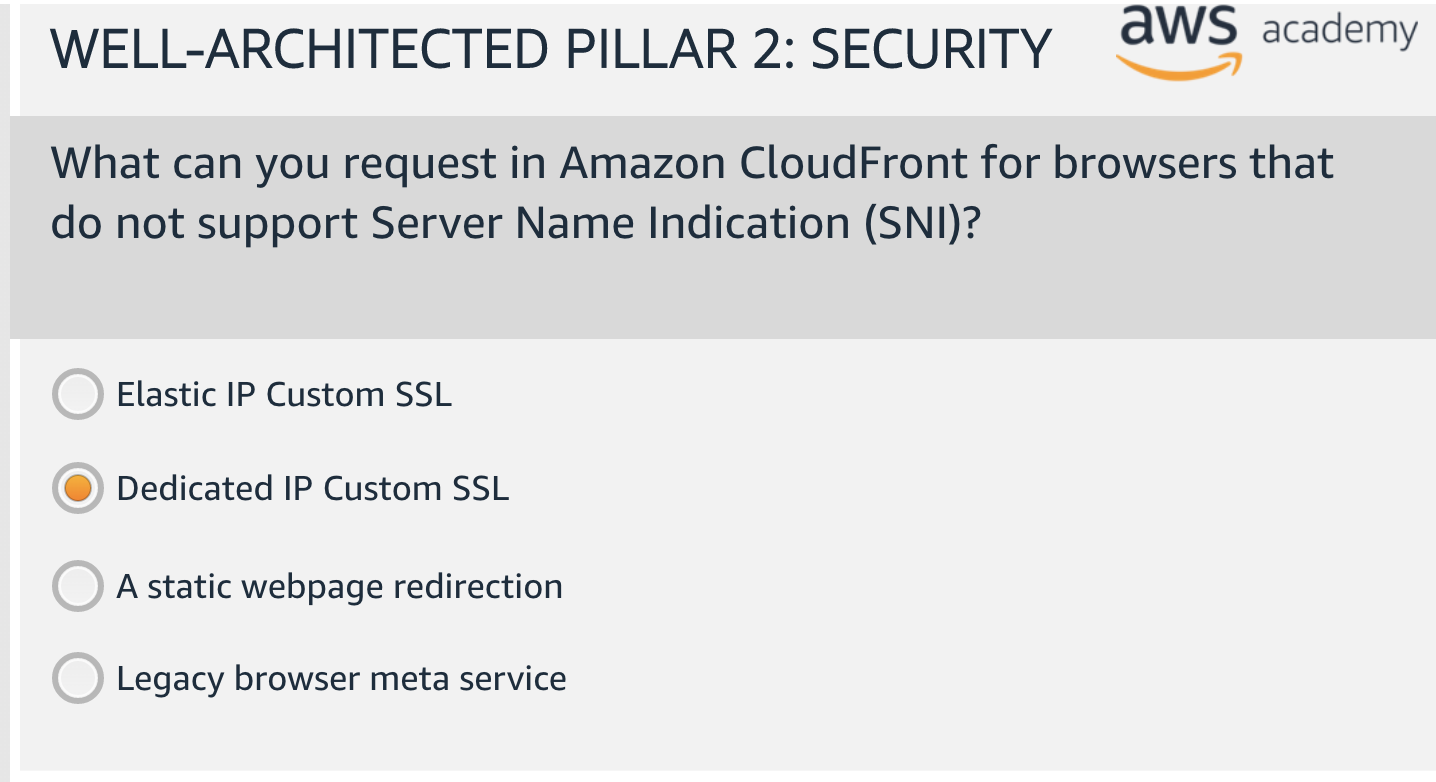 WELL-ARCHITECTED PILLAR 2: SECURITY
aws academy
What can you request in Amazon CloudFront for browsers that
do not support Server Name Indication (SNI)?
Elastic IP Custom SSL
Dedicated IP Custom SSL
A static webpage redirection
Legacy browser meta service